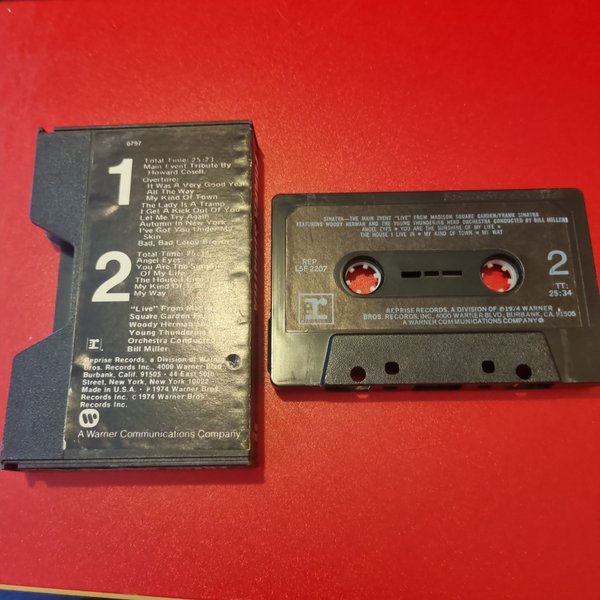 6797
1
Total Time: 25:23
Main Event Tribute By
Howard Cosell.
Overture:
It Was A Very Good Year
All The Way
My Kind Of Town
The Lady Is A Tramp
I Get A Kick Out Of You
Let Me Try Again
Autumn In New York
I've Got You Under My
Skin
Bad, Bad Leroy Brown
2
Total Time: 25:34
Angel Eyes
You Are The Sunshine
Of My Life
The House I Live In
My Kind Of Town
My Way
"Live" From Madison
Square Garden
Woody Herman
Young Thundering
Orchestra Conducted
Bill Miller.
Reprise Records, a Division of Warner
Bros. Records Inc., 4000 Warner Blvd
Burbank, Calif. 91505 · 44 East 50th
Street, New York, New York 10022
Made in U.S.A. · ℗ 1974 Warner Bros.
Records Inc. © 1974 Warner Bros
Records Inc.
r
W
A Warner Communications Company
SINATRA—THE MAIN EVENT "LIVE" FROM MADISON SQUARE GARDEN/FRANK SINATRA
FEATURING WOODY HERMAN AND THE YOUNG THUNDERING HERD ORCHESTRA CONDUCTED BY BILL MILLER
ANGEL EYES • YOU ARE THE SUNSHINE OF MY LIFE •
THE HOUSE I LIVE IN • MY KIND OF TOWN • MY WAY
REP
L5F 2207
2
TT:
25:34
r
REPRISE RECORDS, A DIVISION OF WARNER
BROS. RECORDS, INC. 4000 WARNER BLVD., BURBANK, CA. 91505
A WARNER COMMUNICATIONS COMPANY ℗ 1974